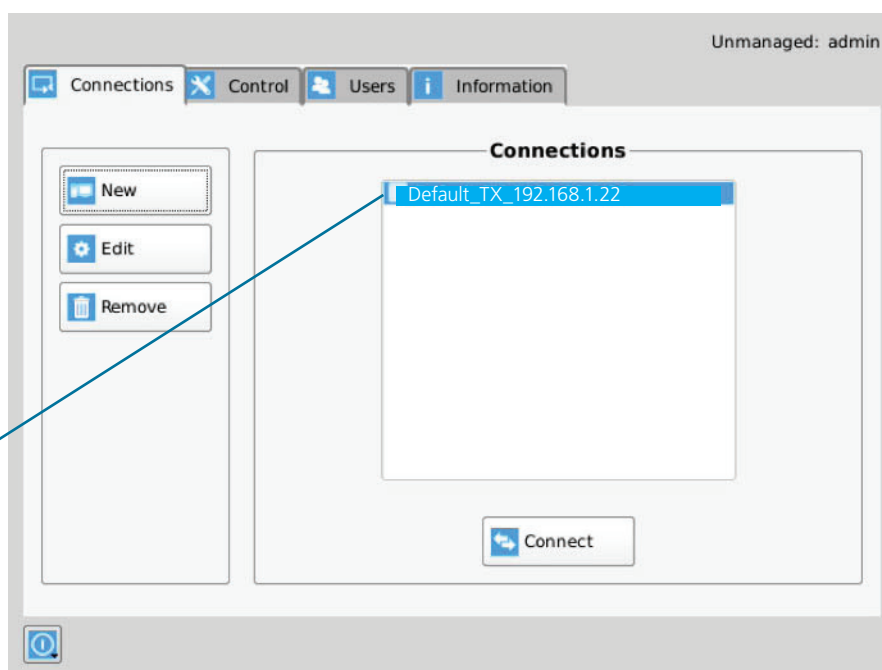 Unmanaged: admin
Connections
Control
Users
Information
New
Edit
Remove
Connections
Default_TX_192.168.1.22
Connect